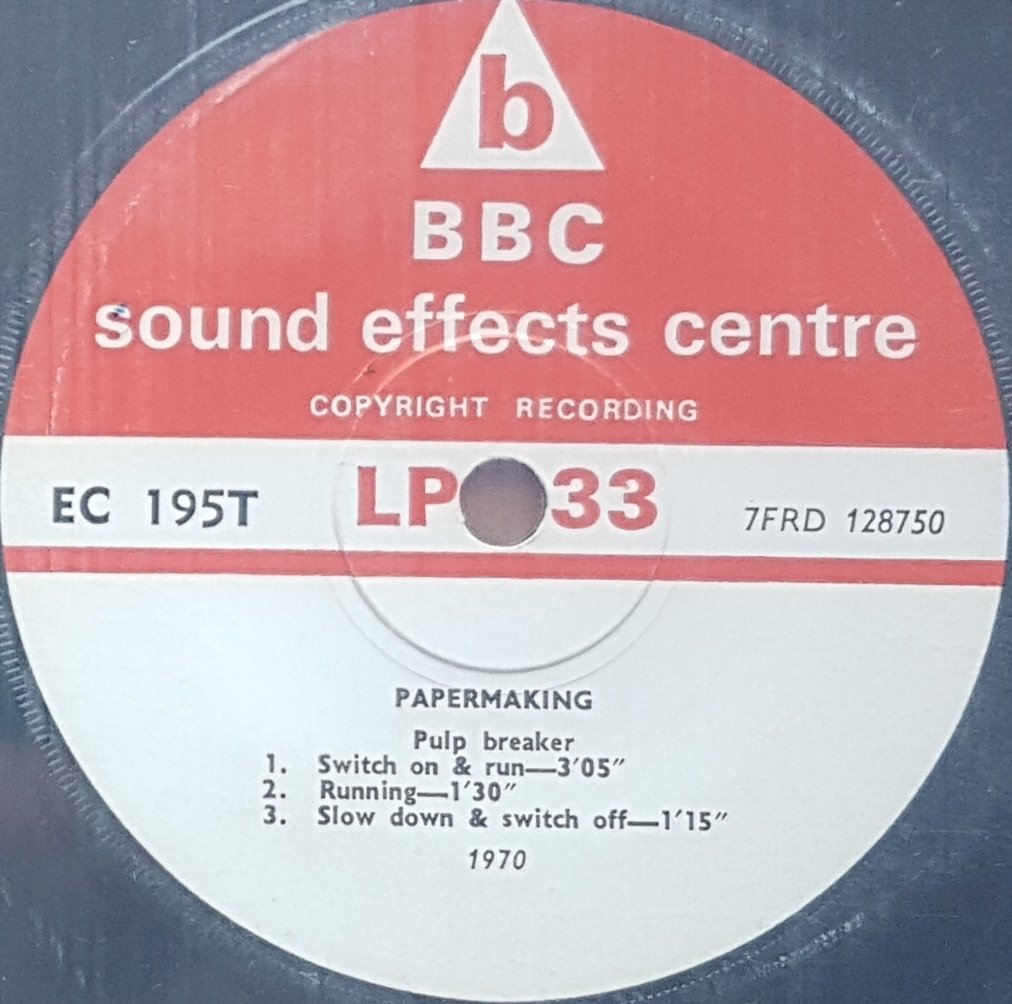 b
BBC
sound effects centre
COPYRIGHT RECORDING
EC 195T LP 33 7FRD 128750
PAPERMAKING
Pulp breaker
1. Switch on & run—3′05″
2. Running—1′30″
3. Slow down & switch off—1′15″
1970